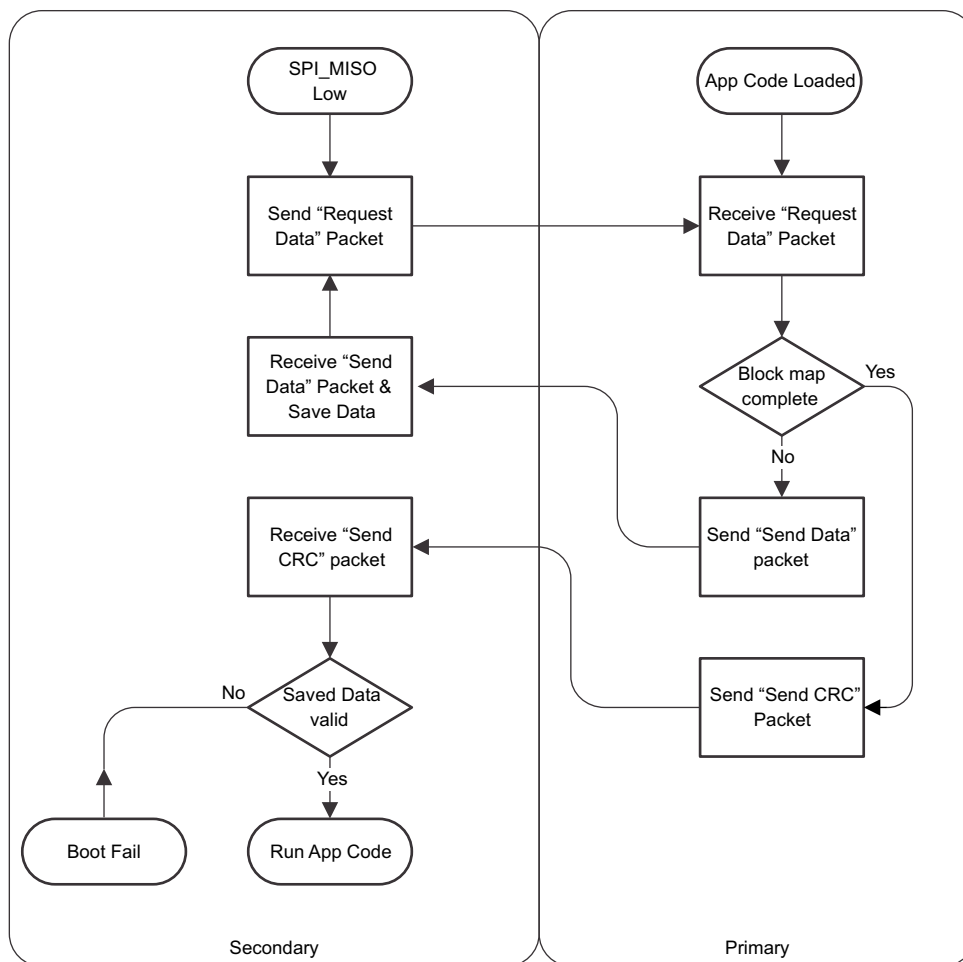 SPI_MISO
Low
Send “Request
Data” Packet
Receive “Send
Data” Packet &
Save Data
Receive “Send
CRC” packet
No
Saved Data
valid
Yes
Boot Fail
Run App Code
Secondary
App Code Loaded
Receive “Request
Data” Packet
Block map
complete
Yes
No
Send “Send Data”
packet
Send “Send CRC”
Packet
Primary